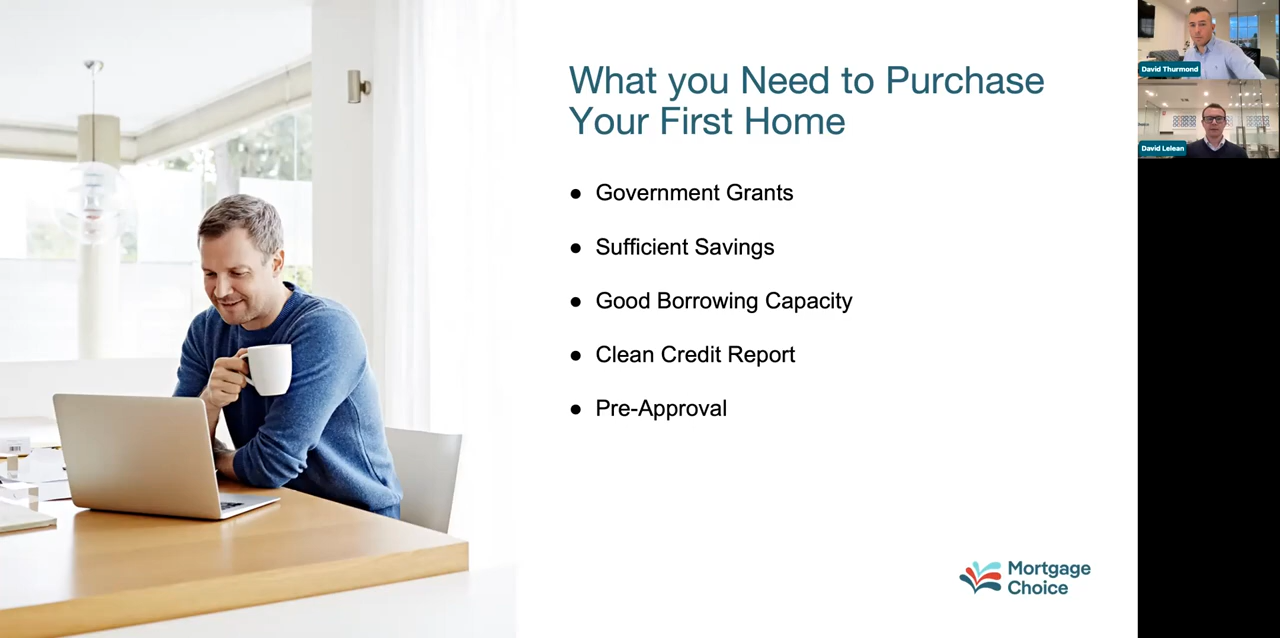 What you Need to Purchase
Your First Home
● Government Grants
● Sufficient Savings
● Good Borrowing Capacity
● Clean Credit Report
● Pre-Approval
Mortgage
Choice
David Thurmond
David Lelean